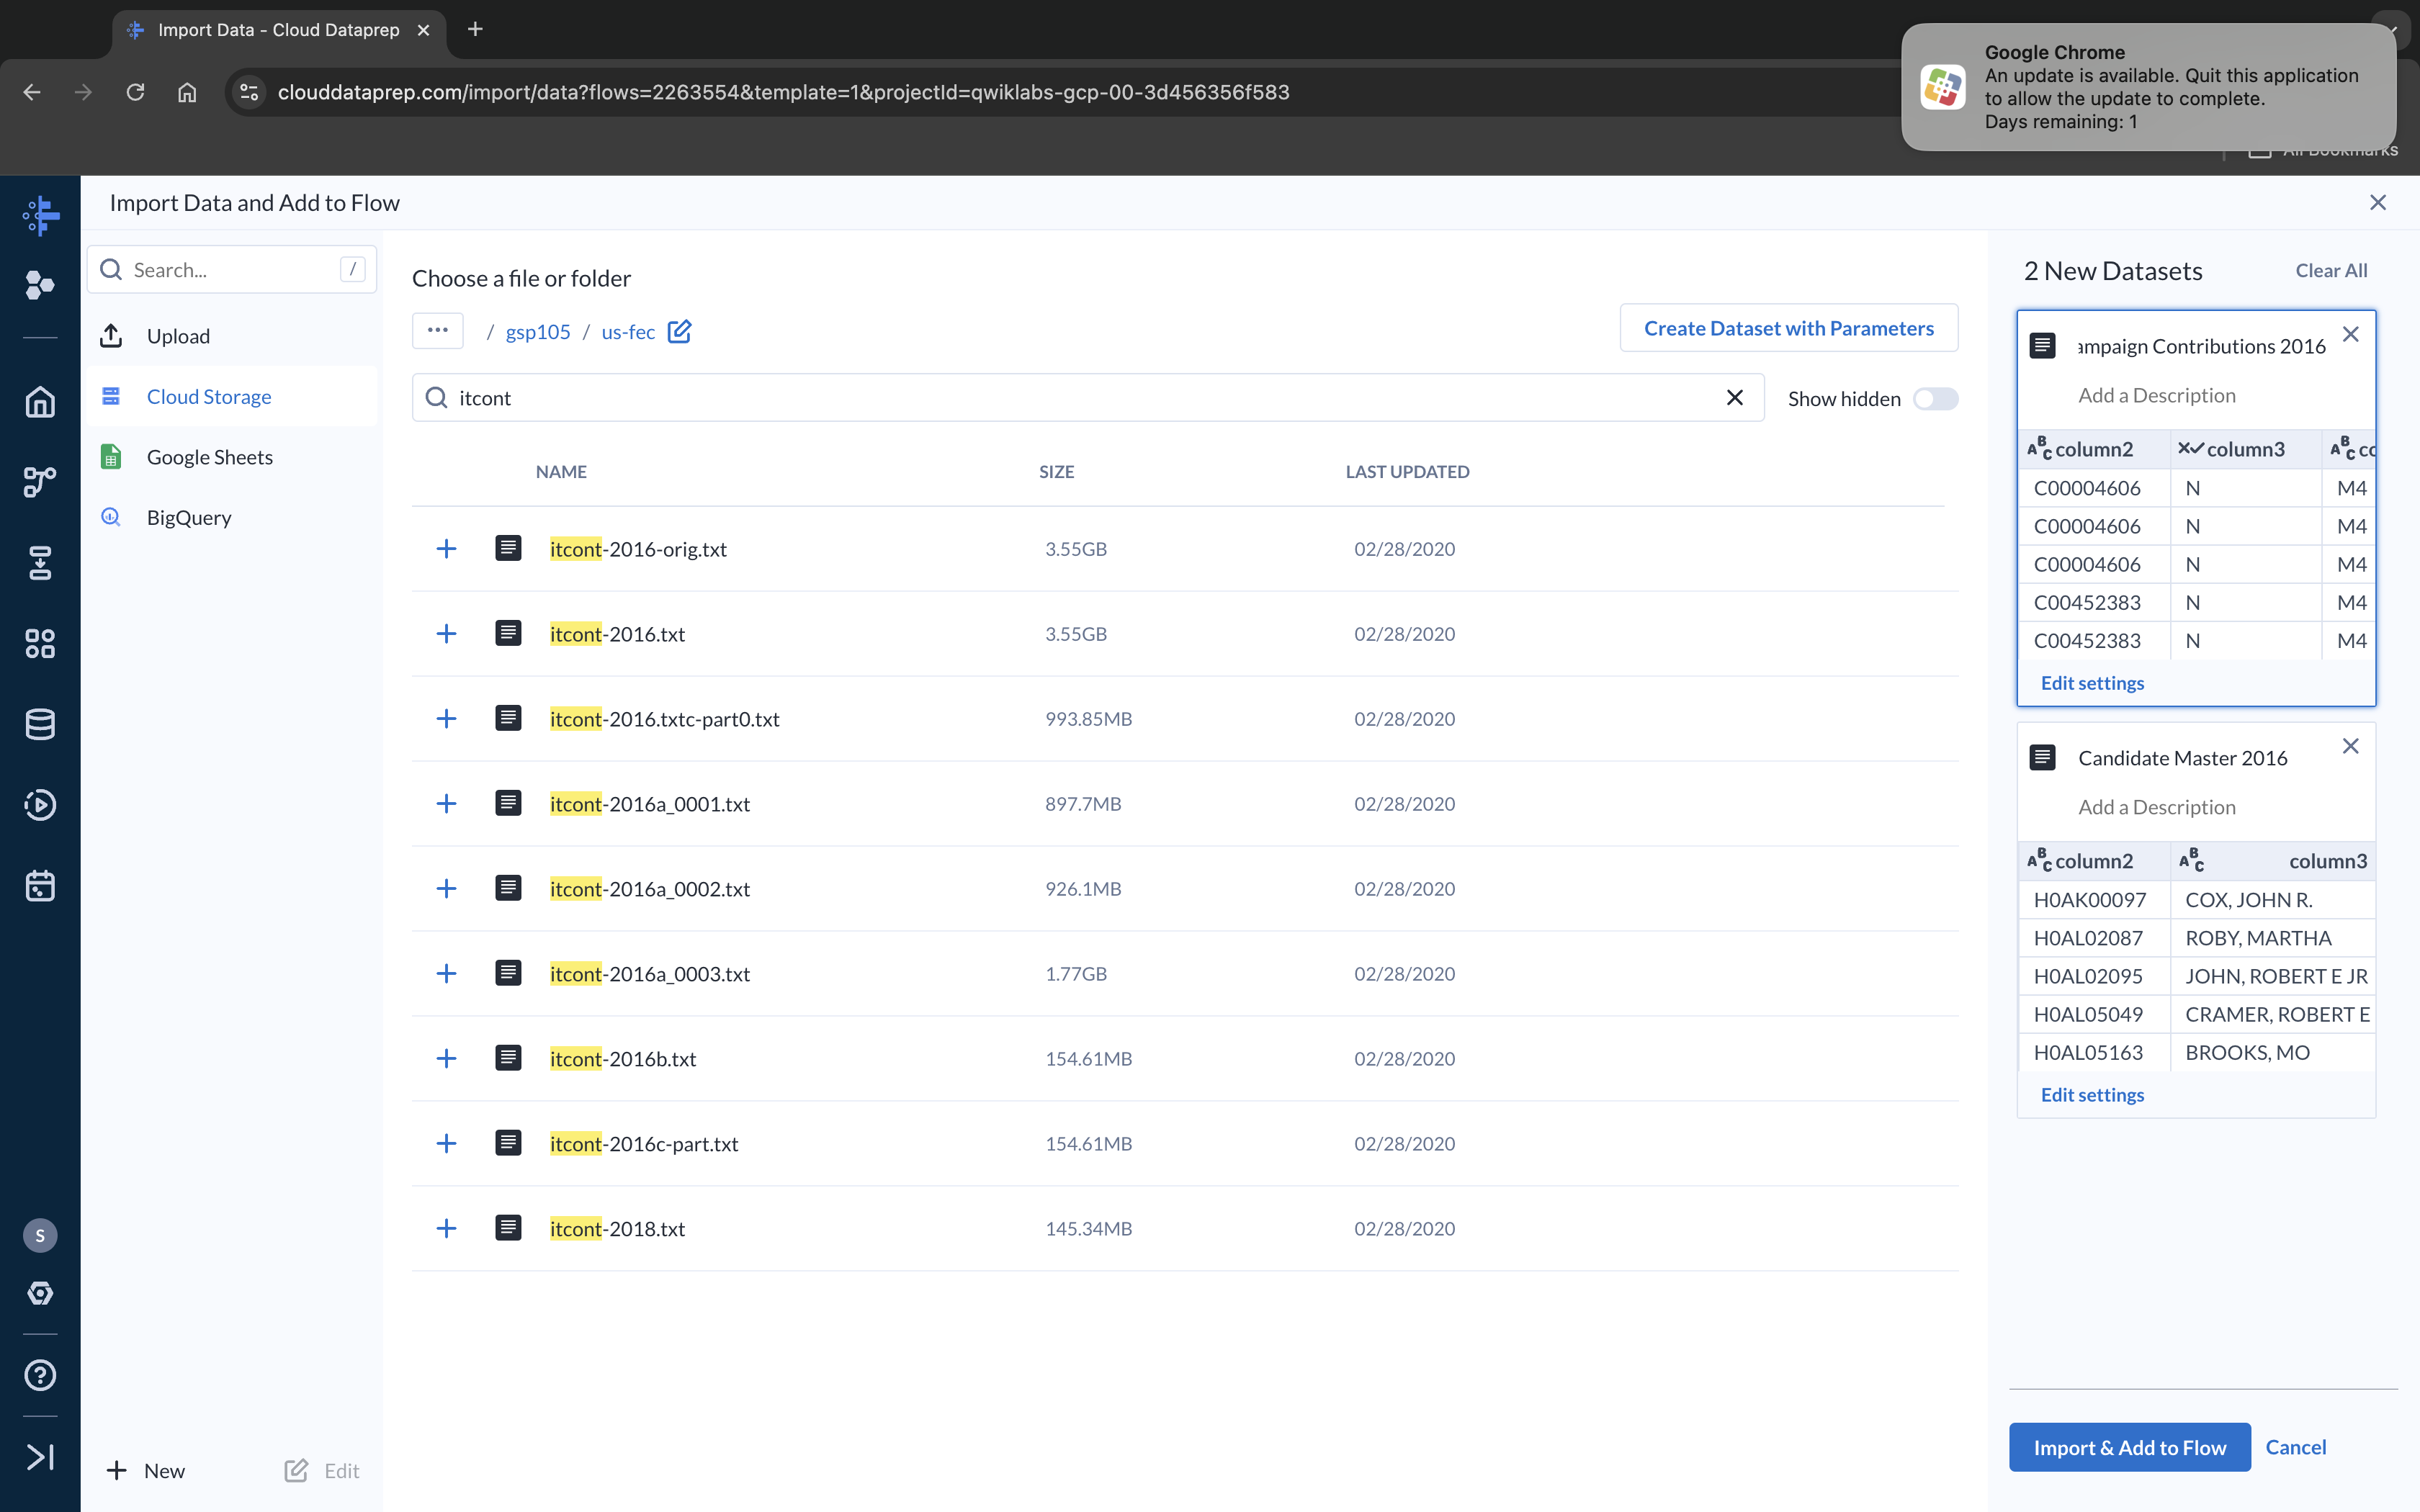 Import Data - Cloud Dataprep
Google Chrome
An update is available. Quit this application
to allow the update to complete.
Days remaining: 1
clouddataprep.com/import/data?flows=2263554&template=1&projectId=qwiklabs-gcp-00-3d456356f583
All Bookmarks
Import Data and Add to Flow
Search... /
Upload
Cloud Storage
Google Sheets
BigQuery
Choose a file or folder
... / gsp105 / us-fec
Create Dataset with Parameters
itcont
Show hidden
NAME SIZE LAST UPDATED
itcont-2016-orig.txt 3.55GB 02/28/2020
itcont-2016.txt 3.55GB 02/28/2020
itcont-2016.txtc-part0.txt 993.85MB 02/28/2020
itcont-2016a_0001.txt 897.7MB 02/28/2020
itcont-2016a_0002.txt 926.1MB 02/28/2020
itcont-2016a_0003.txt 1.77GB 02/28/2020
itcont-2016b.txt 154.61MB 02/28/2020
itcont-2016c-part.txt 154.61MB 02/28/2020
itcont-2018.txt 145.34MB 02/28/2020
2 New Datasets Clear All
ampaign Contributions 2016
Add a Description
ABC column2 column3 ABC co
C00004606 N M4
C00004606 N M4
C00004606 N M4
C00452383 N M4
C00452383 N M4
Edit settings
Candidate Master 2016
Add a Description
ABC column2 ABC column3
H0AK00097 COX, JOHN R.
H0AL02087 ROBY, MARTHA
H0AL02095 JOHN, ROBERT E JR
H0AL05049 CRAMER, ROBERT E
H0AL05163 BROOKS, MO
Edit settings
Import & Add to Flow Cancel
S
New Edit